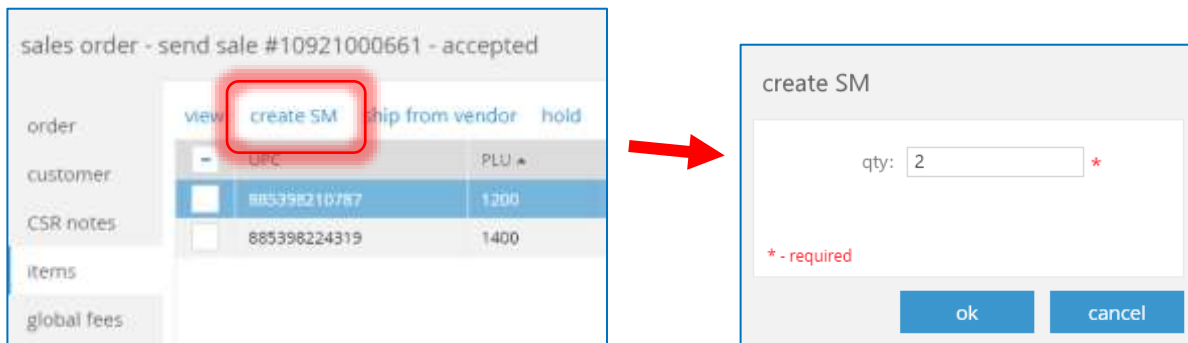 sales order - send sale #10921000661 - accepted
order
customer
CSR notes
items
global fees
view create SM ship from vendor hold
UPC PLU
885398210787 1200
885398224319 1400
create SM
qty: 2 *
* - required
ok cancel